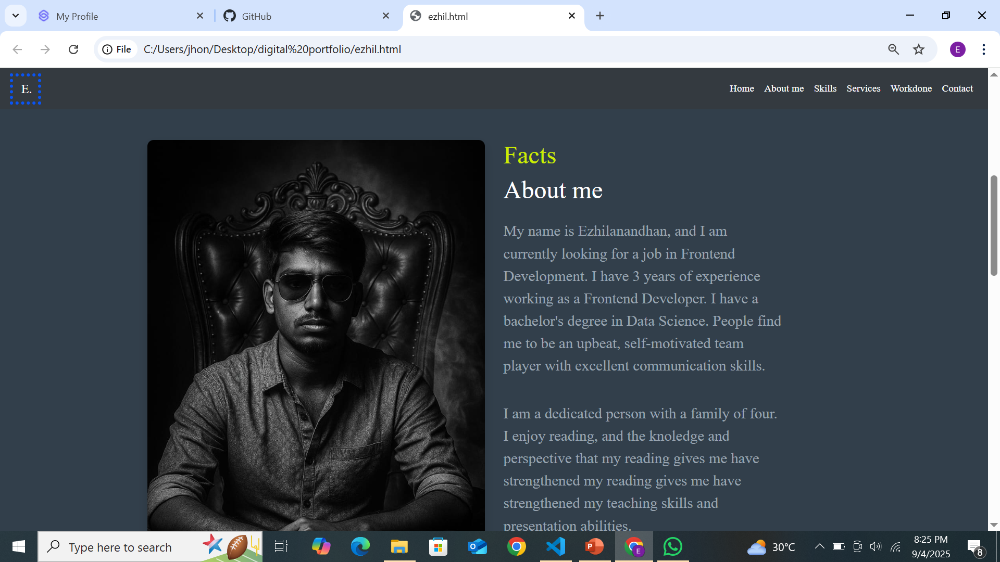 My Profile
GitHub
ezhil.html
File
C:/Users/jhon/Desktop/digital%20portfolio/ezhil.html
E
E.
Home
About me
Skills
Services
Workdone
Contact
Facts
About me
My name is Ezhilanandhan, and I am
currently looking for a job in Frontend
Development. I have 3 years of experience
working as a Frontend Developer. I have a
bachelor's degree in Data Science. People find
me to be an upbeat, self-motivated team
player with excellent communication skills.
I am a dedicated person with a family of four.
I enjoy reading, and the knoledge and
perspective that my reading gives me have
strengthened my reading gives me have
strengthened my teaching skills and
presentation abilities.
Type here to search
P
E
30°C
8:25 PM
9/4/2025
8